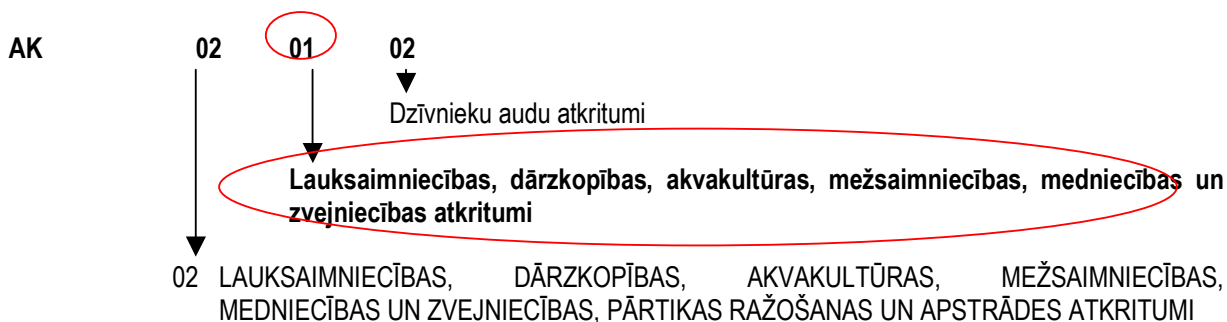 AK 02 01 02
Dzīvnieku audu atkritumi
Lauksaimniecības, dārzkopības, akvakultūras, mežsaimniecības, medniecības un
zvejniecības atkritumi
02 LAUKSAIMNIECĪBAS, DĀRZKOPĪBAS, AKVAKULTŪRAS, MEŽSAIMNIECĪBAS,
MEDNIECĪBAS UN ZVEJNIECĪBAS, PĀRTIKAS RAŽOŠANAS UN APSTRĀDES ATKRITUMI